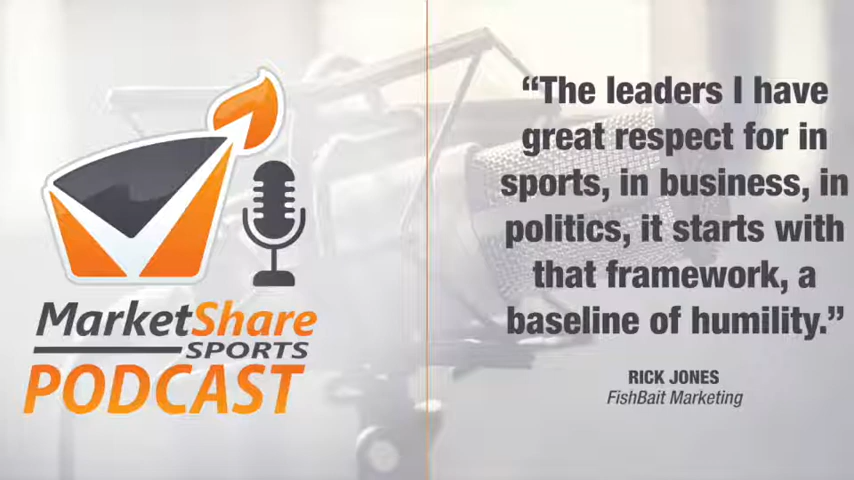 MarketShare
SPORTS
PODCAST
“The leaders I have
great respect for in
sports, in business, in
politics, it starts with
that framework, a
baseline of humility.”
RICK JONES
FishBait Marketing